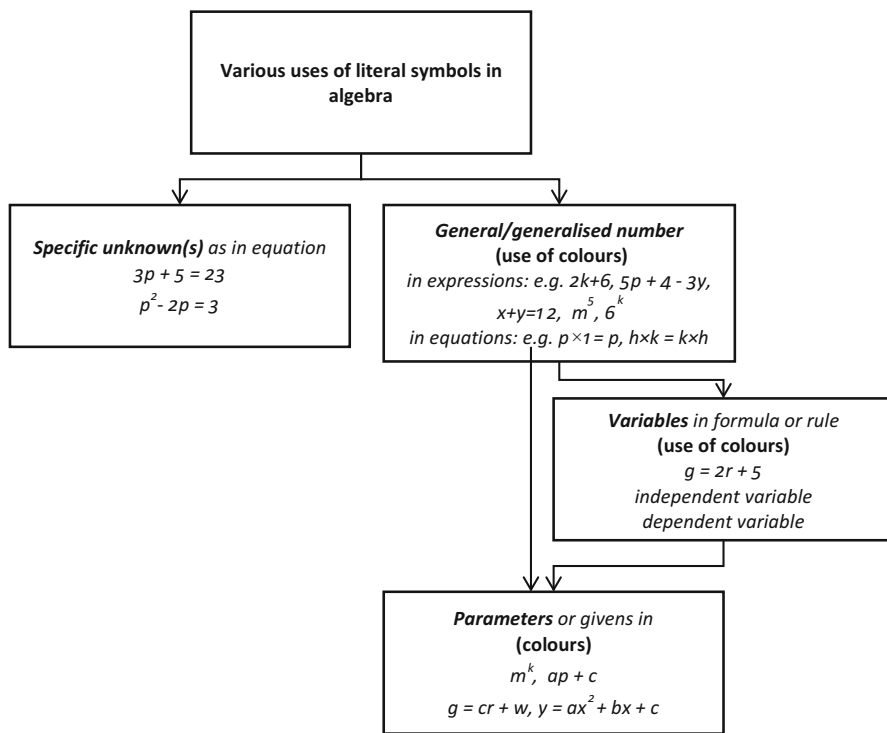 Various uses of literal symbols in
algebra
Specific unknown(s) as in equation
3p + 5 = 23
p² - 2p = 3
General/generalised number
(use of colours)
in expressions: e.g. 2k+6, 5p + 4 - 3y,
x+y=12, m⁵, 6ᵏ
in equations: e.g. p ×1 = p, h×k = k×h
Variables in formula or rule
(use of colours)
g = 2r + 5
independent variable
dependent variable
Parameters or givens in
(colours)
mᵏ, ap + c
g = cr + w, y = ax² + bx + c